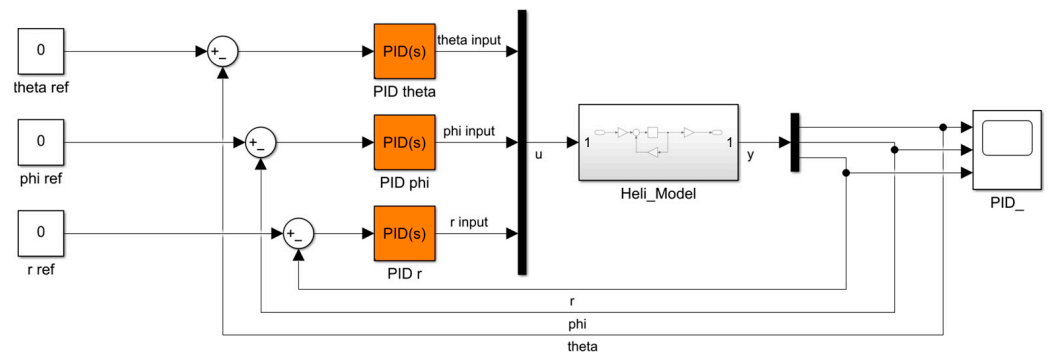 0
theta ref
+
–
PID(s)
PID theta
theta input
0
phi ref
+
–
PID(s)
PID phi
phi input
0
r ref
+
–
PID(s)
PID r
r input
u
1
1
Heli_Model
y
PID_
r
phi
theta